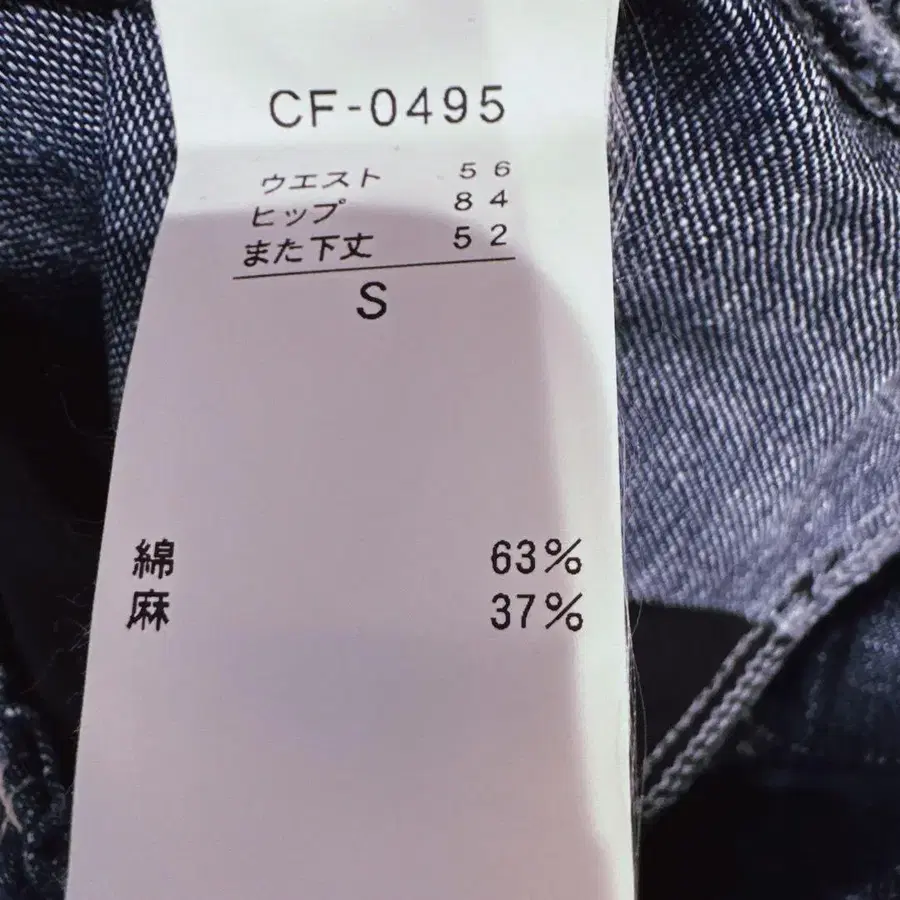 CF-0495
ウエスト 56
ヒップ 84
また下丈 52
S
綿 63%
麻 37%